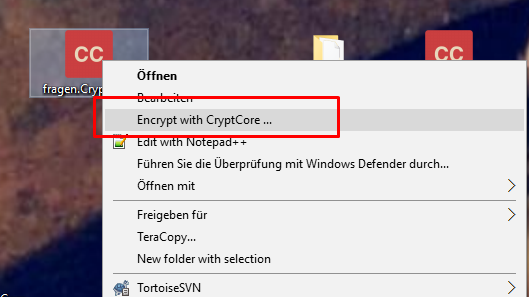 CC
CC
fragen.Cryp
Öffnen
Bearbeiten
Encrypt with CryptCore ...
Edit with Notepad++
Führen Sie die Überprüfung mit Windows Defender durch...
Öffnen mit
Freigeben für
TeraCopy...
New folder with selection
TortoiseSVN